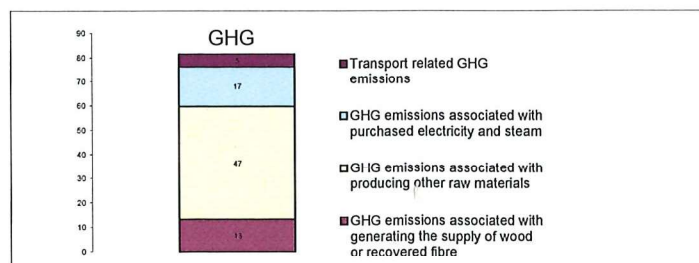 GHG
90
80
70
60
50
40
30
20
10
0
5
17
47
13
Transport related GHG
emissions
GHG emissions associated with
purchased electricity and steam
GHG emissions associated with
producing other raw materials
GHG emissions associated with
generating the supply of wood
or recovered fibre